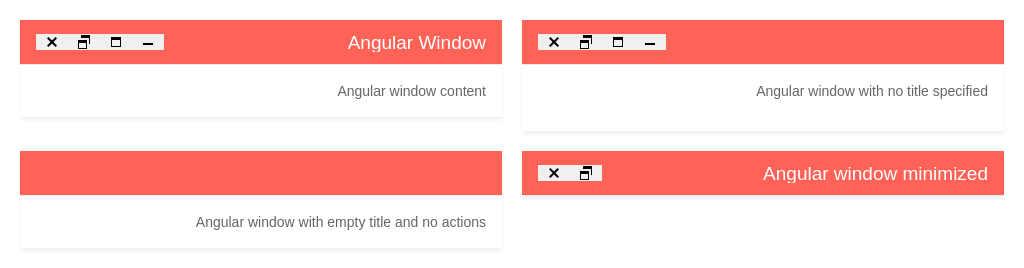 Angular Window
Angular window content
Angular window with no title specified
Angular window with empty title and no actions
Angular window minimized